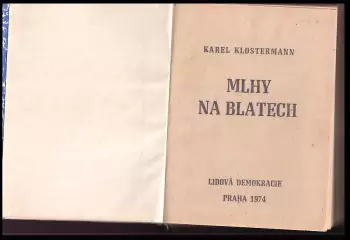 KAREL KLOSTERMANN
MLHY
NA BLATECH
LIDOVÁ DEMOKRACIE
PRAHA 1974